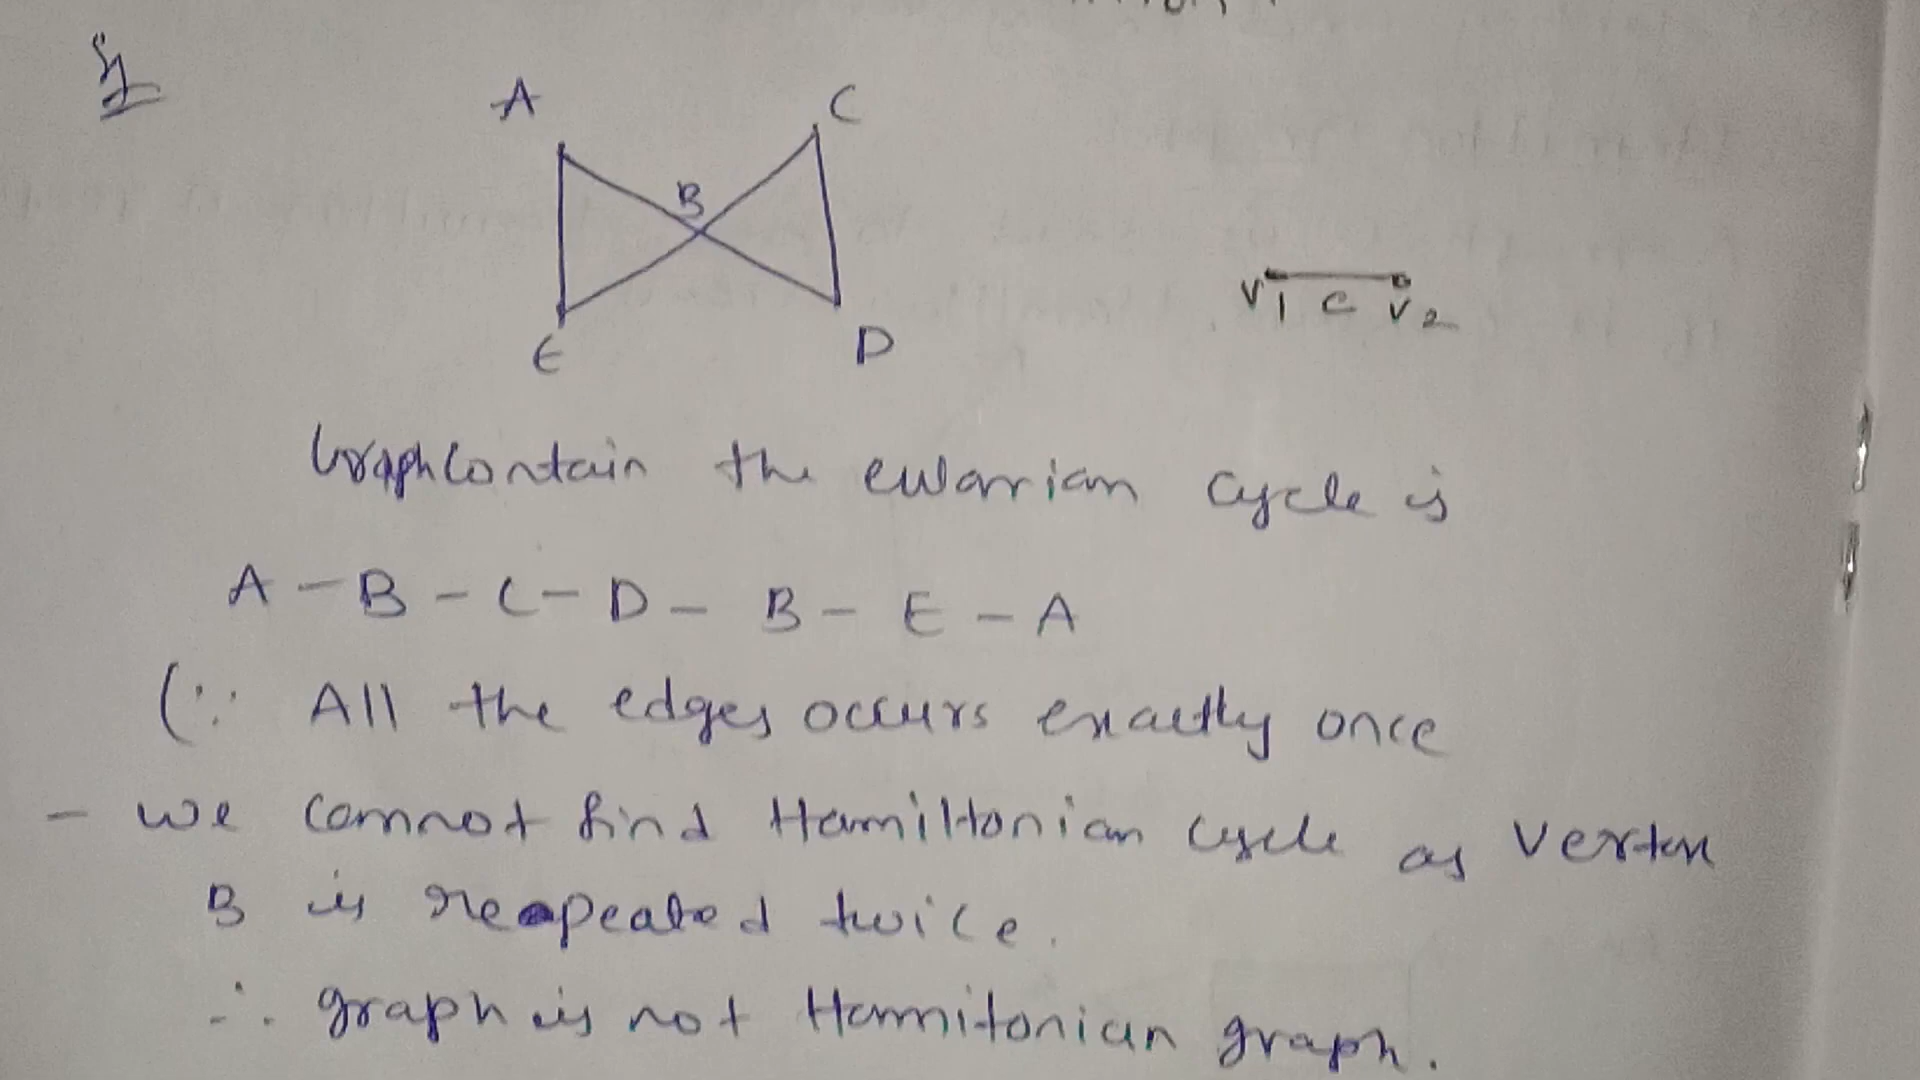 A
C
B
E
D
V1 e V2
Graph Contain the eularian cycle is
A - B - C - D - B - E - A
(∵ All the edges occurs exactly once
- we cannot find Hamiltonian cycle as vertex
B is repeated twice.
∴ graph is not Hamitonian graph.